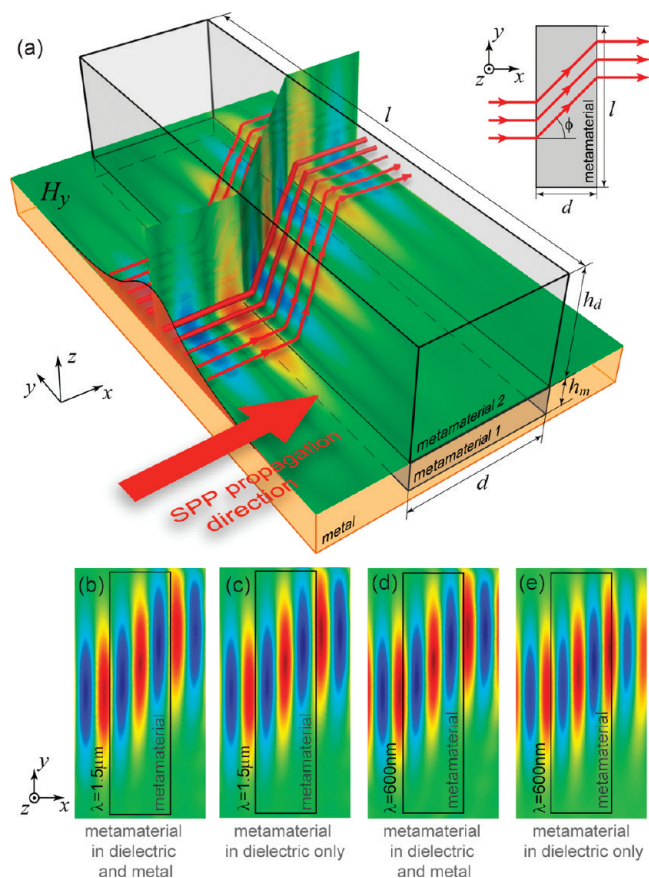 (a)
y
z
x
l
metamaterial
ϕ
d
l
H_y
h_d
h_m
z
y
x
metamaterial 2
metamaterial 1
d
SPP propagation
direction
metal
(b)
(c)
(d)
(e)
λ=1.5μm
metamaterial
λ=1.5μm
metamaterial
λ=600nm
metamaterial
λ=600nm
metamaterial
y
z
x
metamaterial
in dielectric
and metal
metamaterial
in dielectric only
metamaterial
in dielectric
and metal
metamaterial
in dielectric only